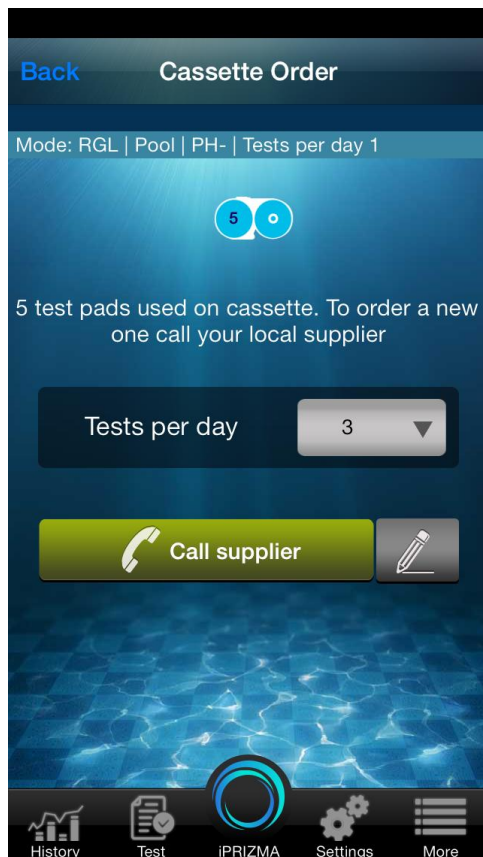 Back
Cassette Order
Mode: RGL | Pool | PH- | Tests per day 1
5
5 test pads used on cassette. To order a new
one call your local supplier
Tests per day
3
Call supplier
History
Test
iPRIZMA
Settings
More